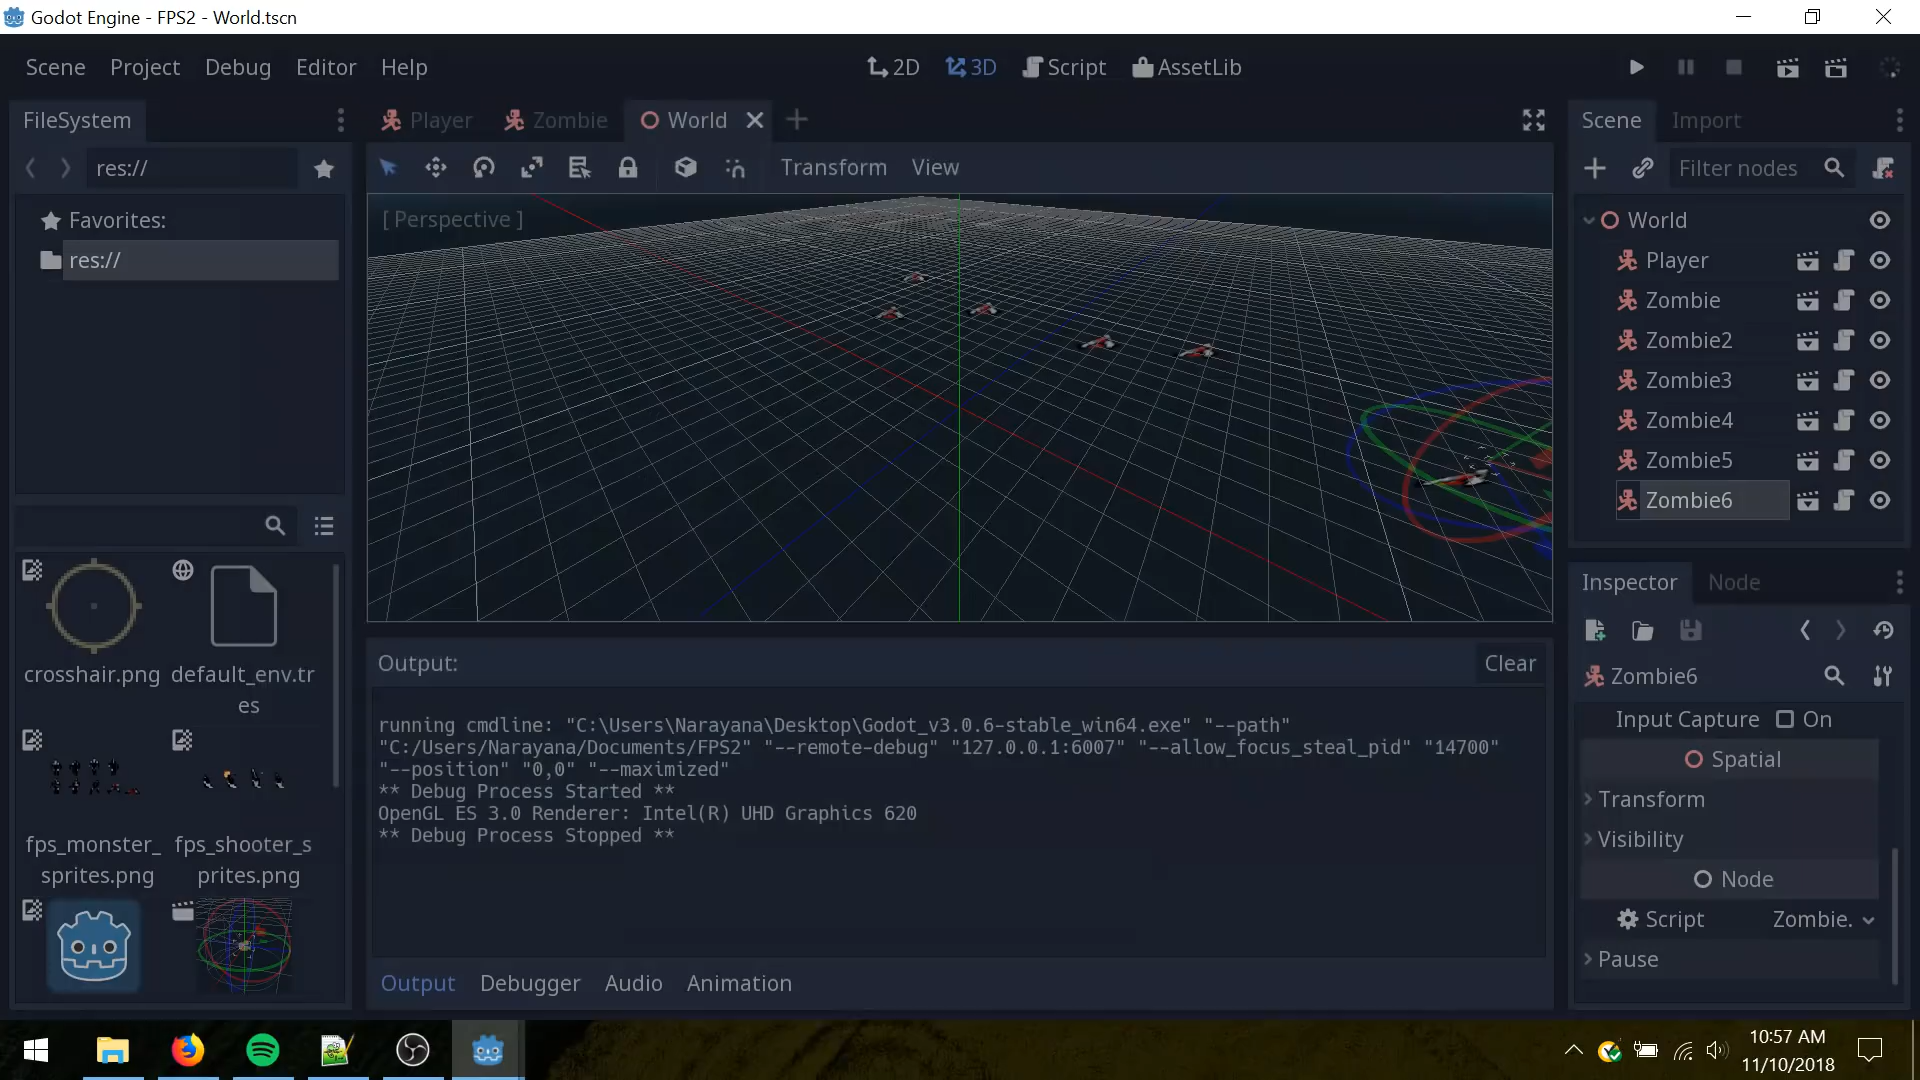 Godot Engine - FPS2 - World.tscn
Scene Project Debug Editor Help
2D 3D Script AssetLib
FileSystem
Player Zombie World
Scene Import
res://
Transform View
Filter nodes
Favorites:
res://
[ Perspective ]
World
Player
Zombie
Zombie2
Zombie3
Zombie4
Zombie5
Zombie6
crosshair.png
default_env.tr
es
fps_monster_
sprites.png
fps_shooter_s
prites.png
Output:
Clear
running cmdline: "C:\Users\Narayana\Desktop\Godot_v3.0.6-stable_win64.exe" "--path"
"C:/Users/Narayana/Documents/FPS2" "--remote-debug" "127.0.0.1:6007" "--allow_focus_steal_pid" "14700"
"--position" "0,0" "--maximized"
** Debug Process Started **
OpenGL ES 3.0 Renderer: Intel(R) UHD Graphics 620
** Debug Process Stopped **
Output Debugger Audio Animation
Inspector Node
Zombie6
Input Capture On
Spatial
Transform
Visibility
Node
Script Zombie.
Pause
10:57 AM
11/10/2018